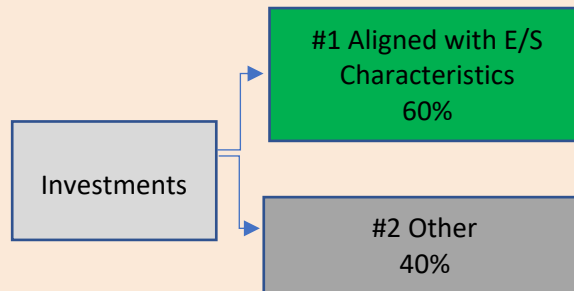 #1 Aligned with E/S
Characteristics
60%
Investments
#2 Other
40%